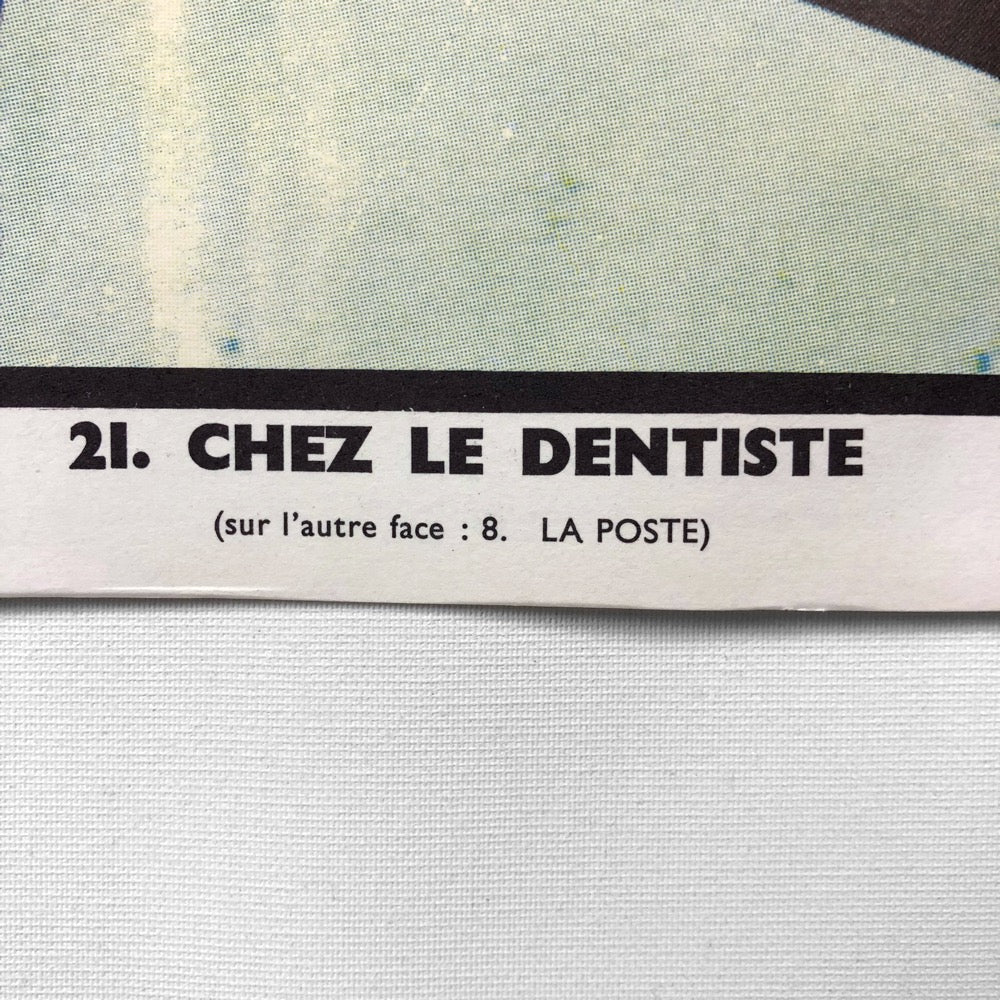 21. CHEZ LE DENTISTE
(sur l'autre face : 8. LA POSTE)